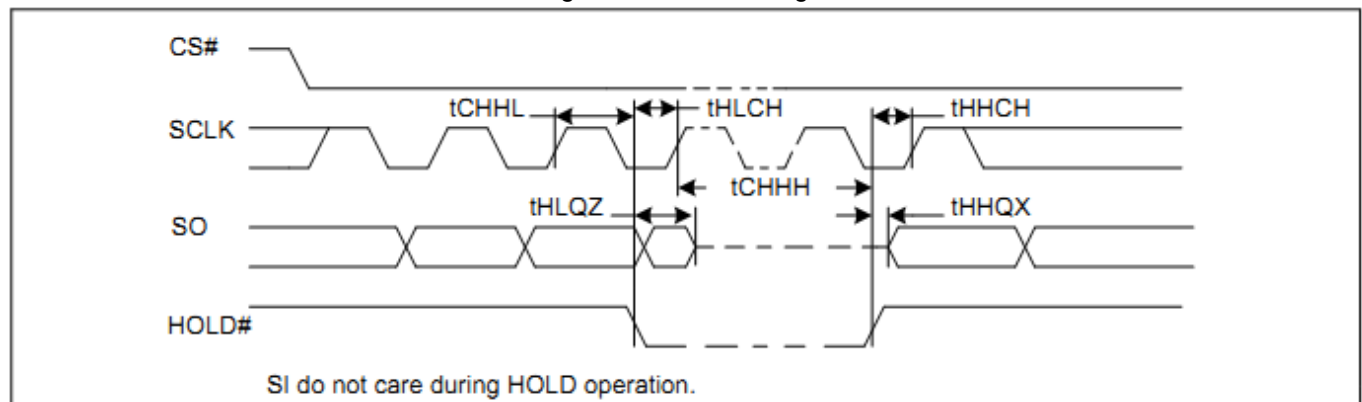 CS#
tCHHL tHLCH tHHCH
SCLK
tCHHH
tHLQZ tHHQX
SO
HOLD#
SI do not care during HOLD operation.